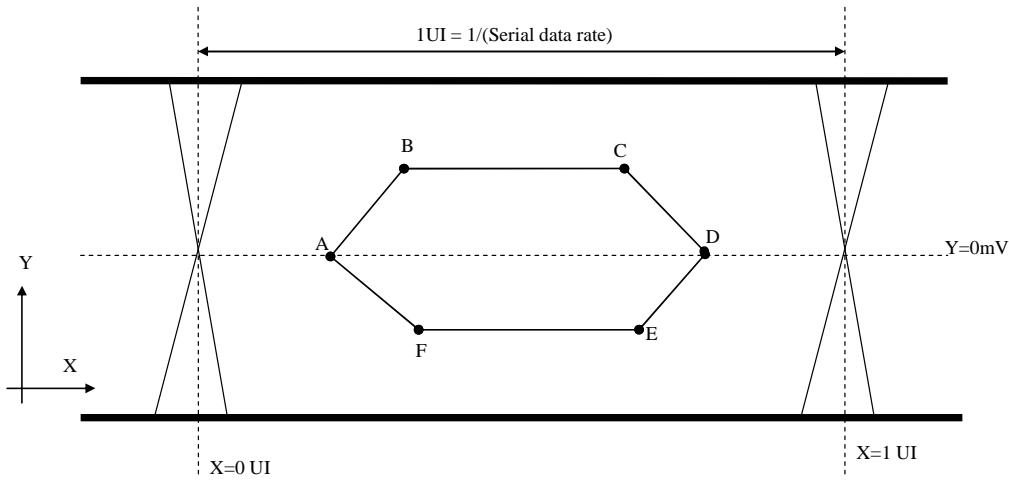 1UI = 1/(Serial data rate)
B
C
A
D
Y=0mV
Y
F
E
X
X=0 UI
X=1 UI